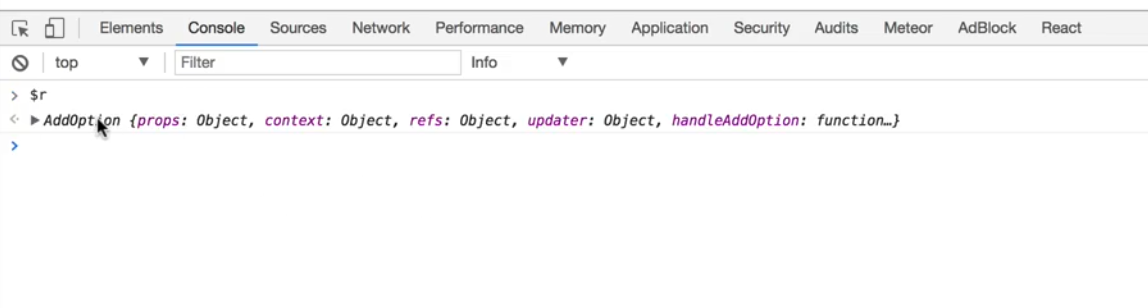 Elements Console Sources Network Performance Memory Application Security Audits Meteor AdBlock React
top Filter Info
> $r
AddOption {props: Object, context: Object, refs: Object, updater: Object, handleAddOption: function…}
>